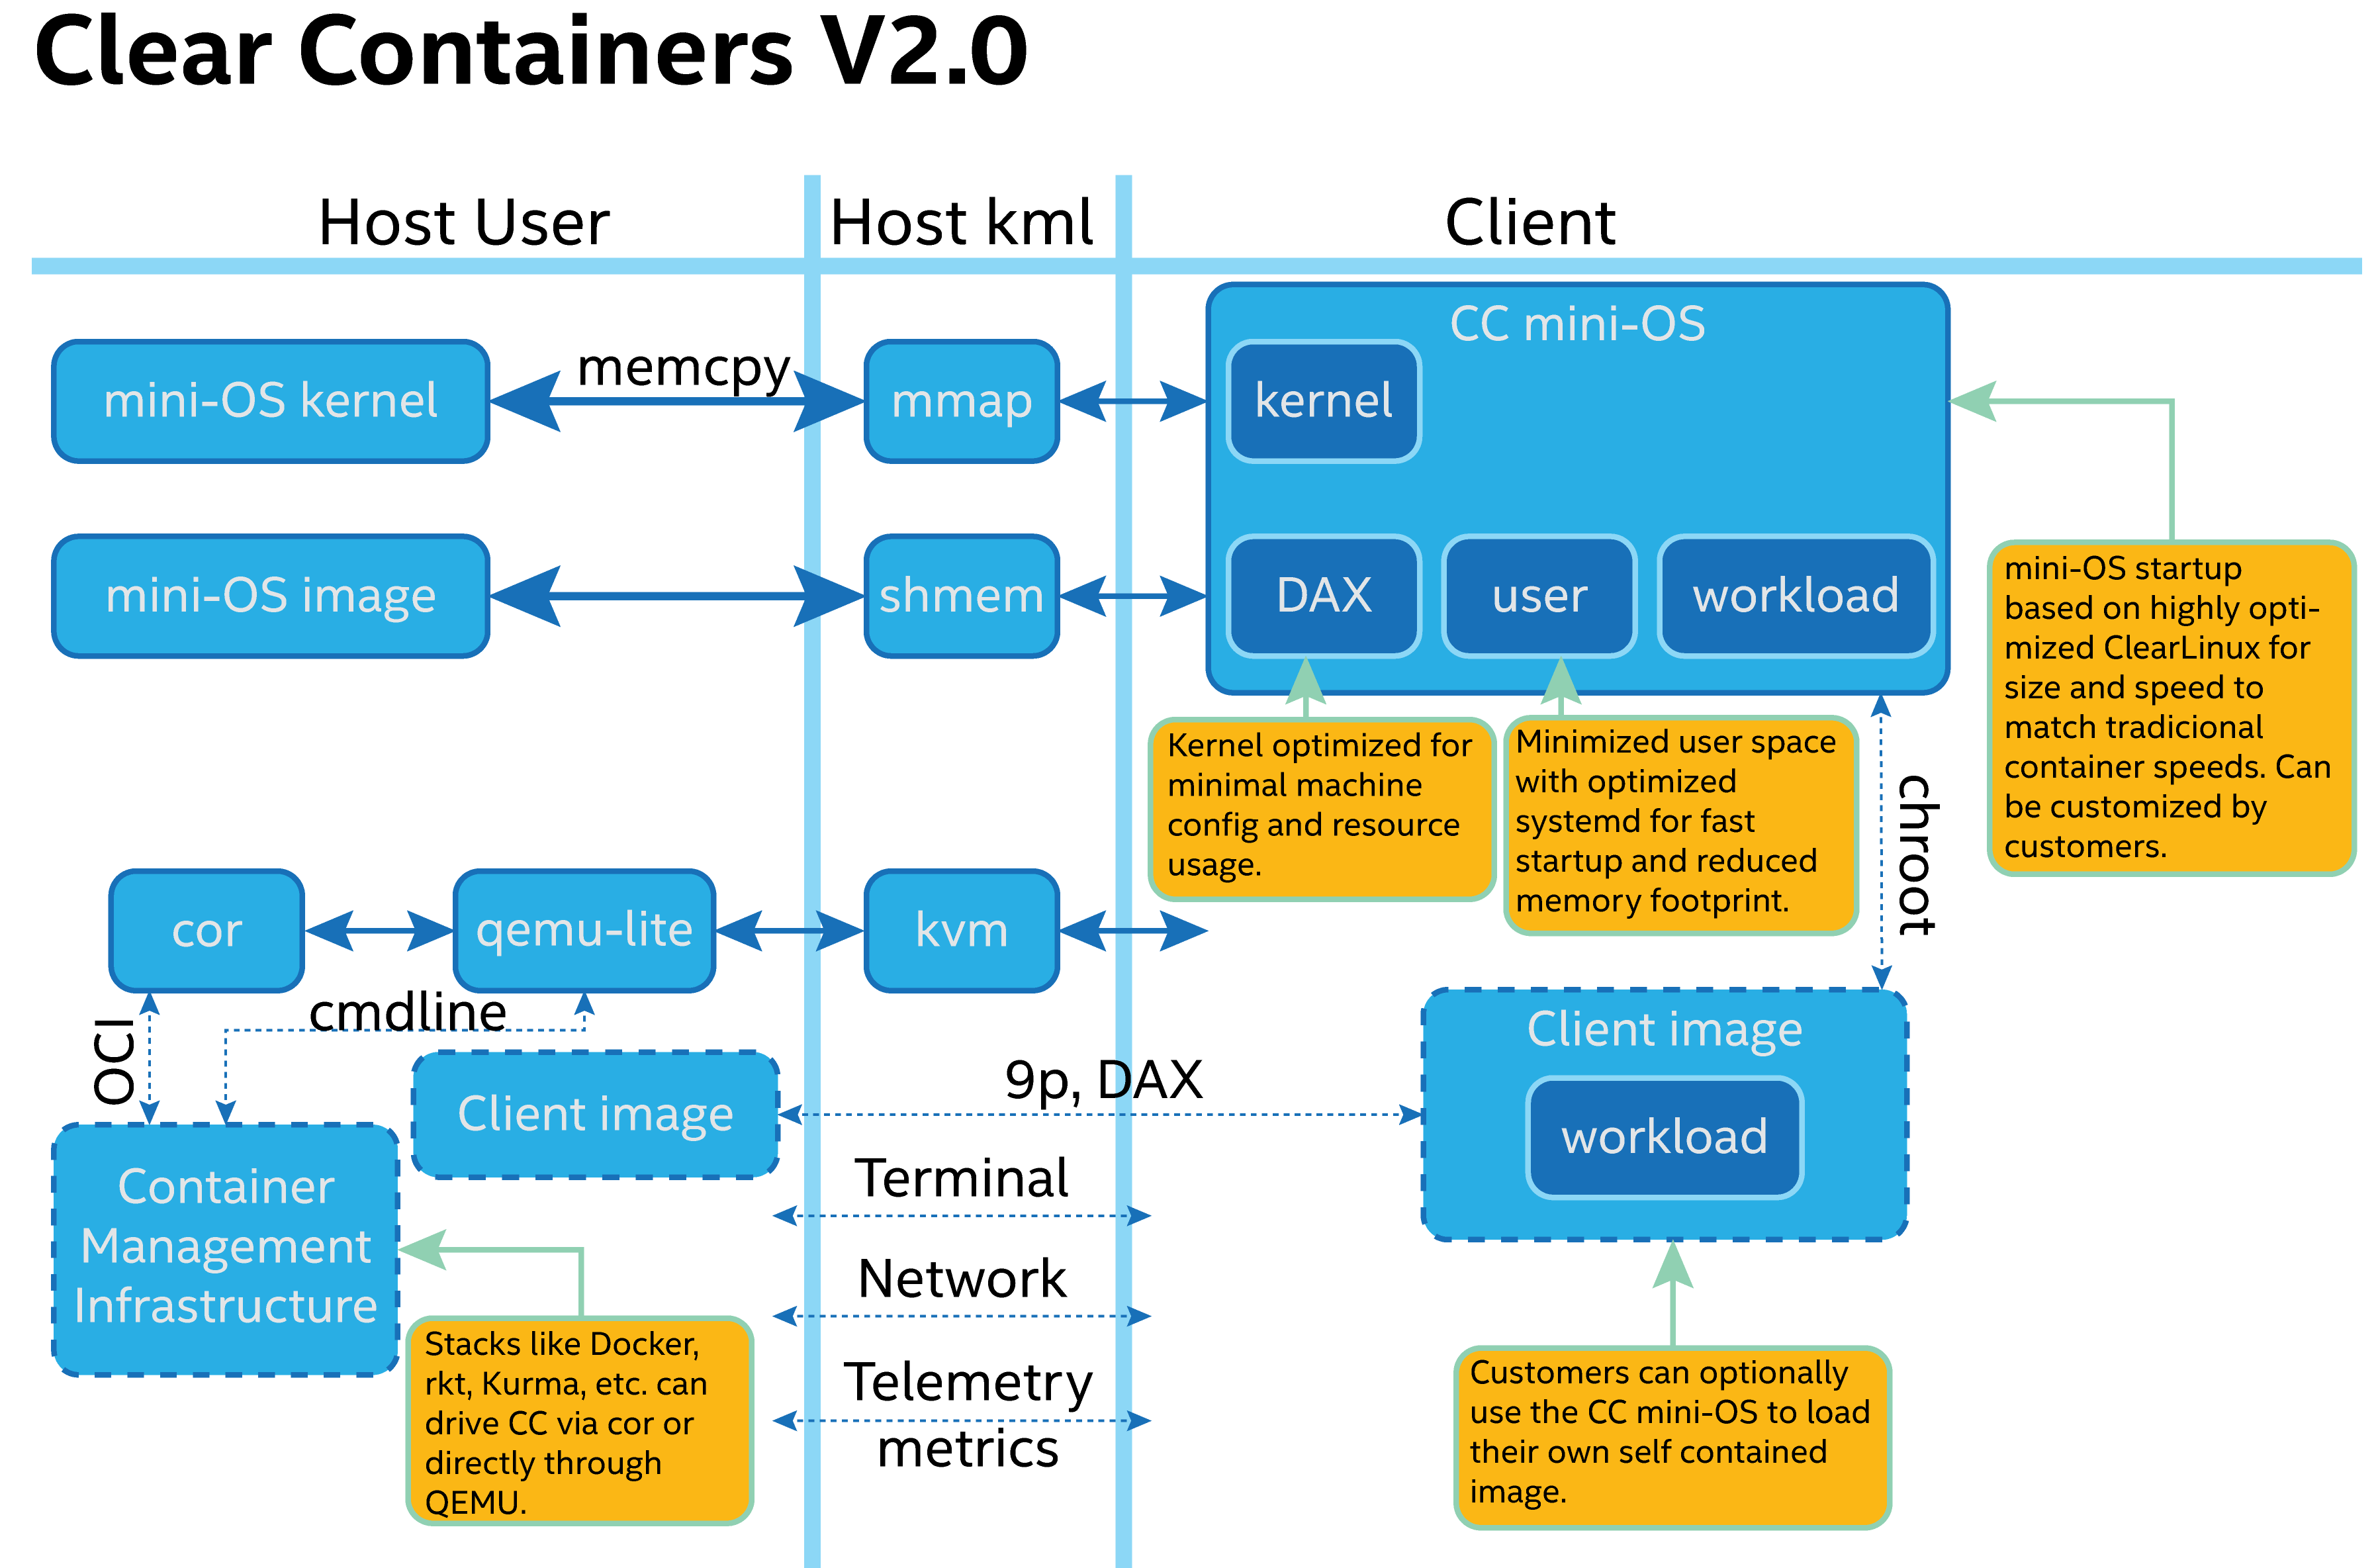 Clear Containers V2.0
Host User
Host kml
Client
CC mini-OS
mini-OS kernel
memcpy
mmap
kernel
mini-OS image
shmem
DAX
user
workload
mini-OS startup
based on highly opti-
mized ClearLinux for
size and speed to
match tradicional
container speeds. Can
be customized by
customers.
Kernel optimized for
minimal machine
config and resource
usage.
Minimized user space
with optimized
systemd for fast
startup and reduced
memory footprint.
chroot
cor
qemu-lite
kvm
OCI
cmdline
Client image
9p, DAX
Client image
workload
Container
Management
Infrastructure
Terminal
Network
Telemetry
metrics
Stacks like Docker,
rkt, Kurma, etc. can
drive CC via cor or
directly through
QEMU.
Customers can optionally
use the CC mini-OS to load
their own self contained
image.